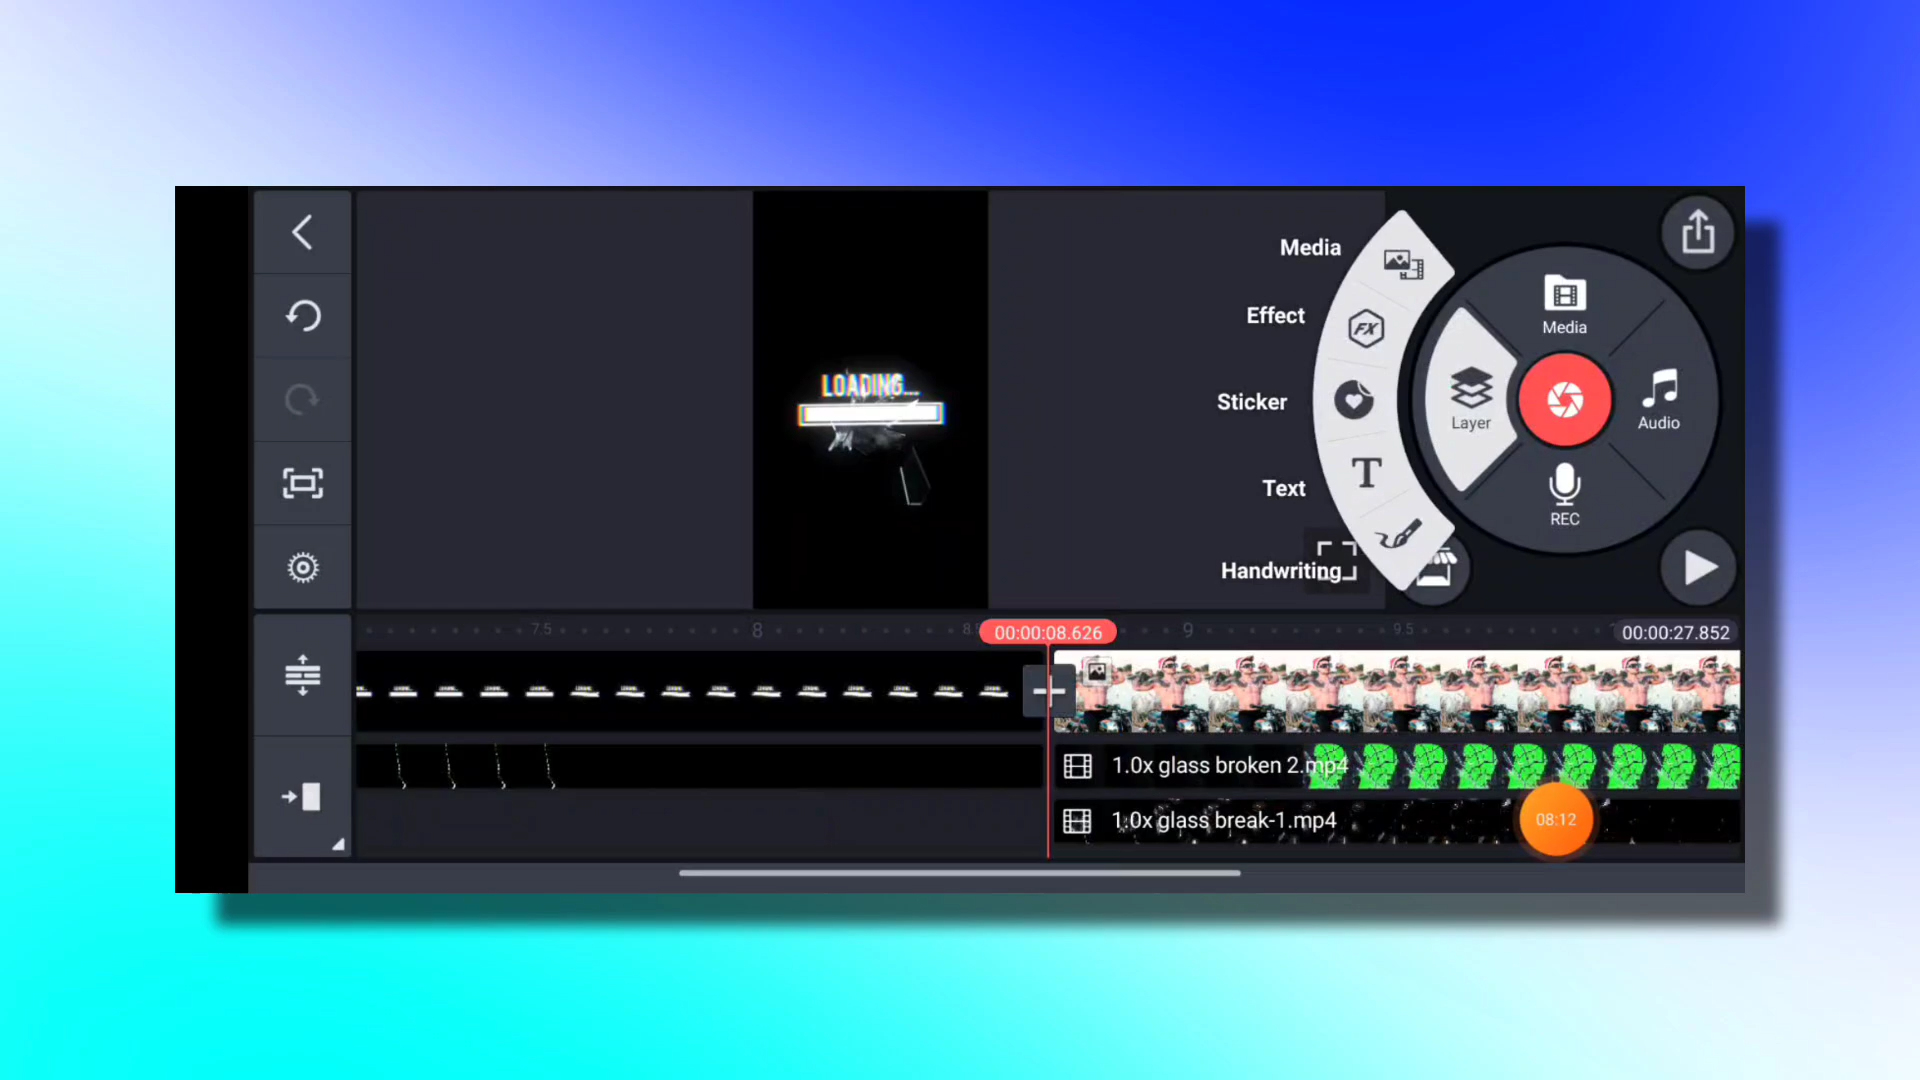 Media
Effect
Sticker
Text
Handwriting
Media
Layer
Audio
REC
LOADING...
7.5
8
8.5
00:00:08.626
9
9.5
00:00:27.852
1.0x glass broken 2.mp4
1.0x glass break-1.mp4
08:12